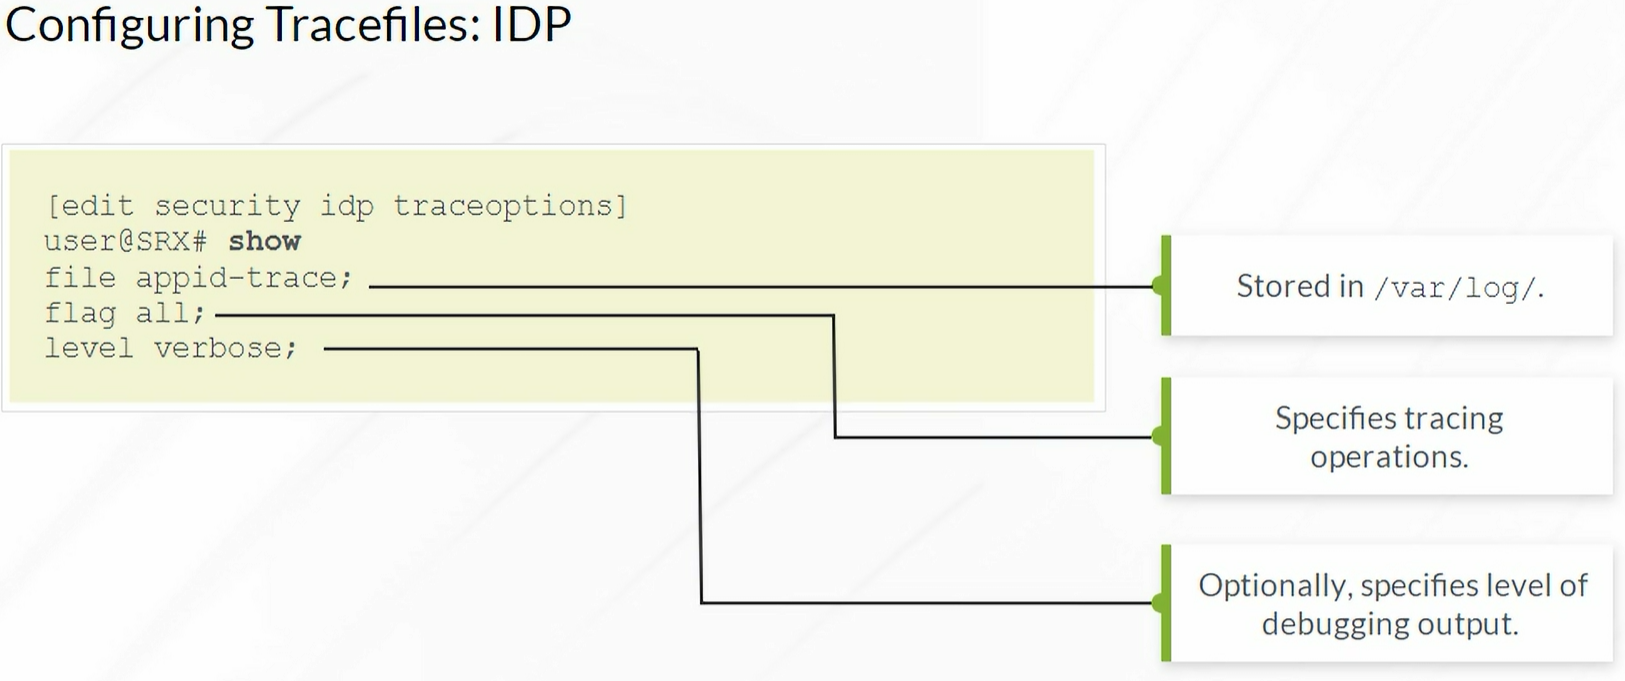 Configuring Tracefiles: IDP
[edit security idp traceoptions]
user@SRX# show
file appid-trace;
flag all;
level verbose;
Stored in /var/log/.
Specifies tracing
operations.
Optionally, specifies level of
debugging output.